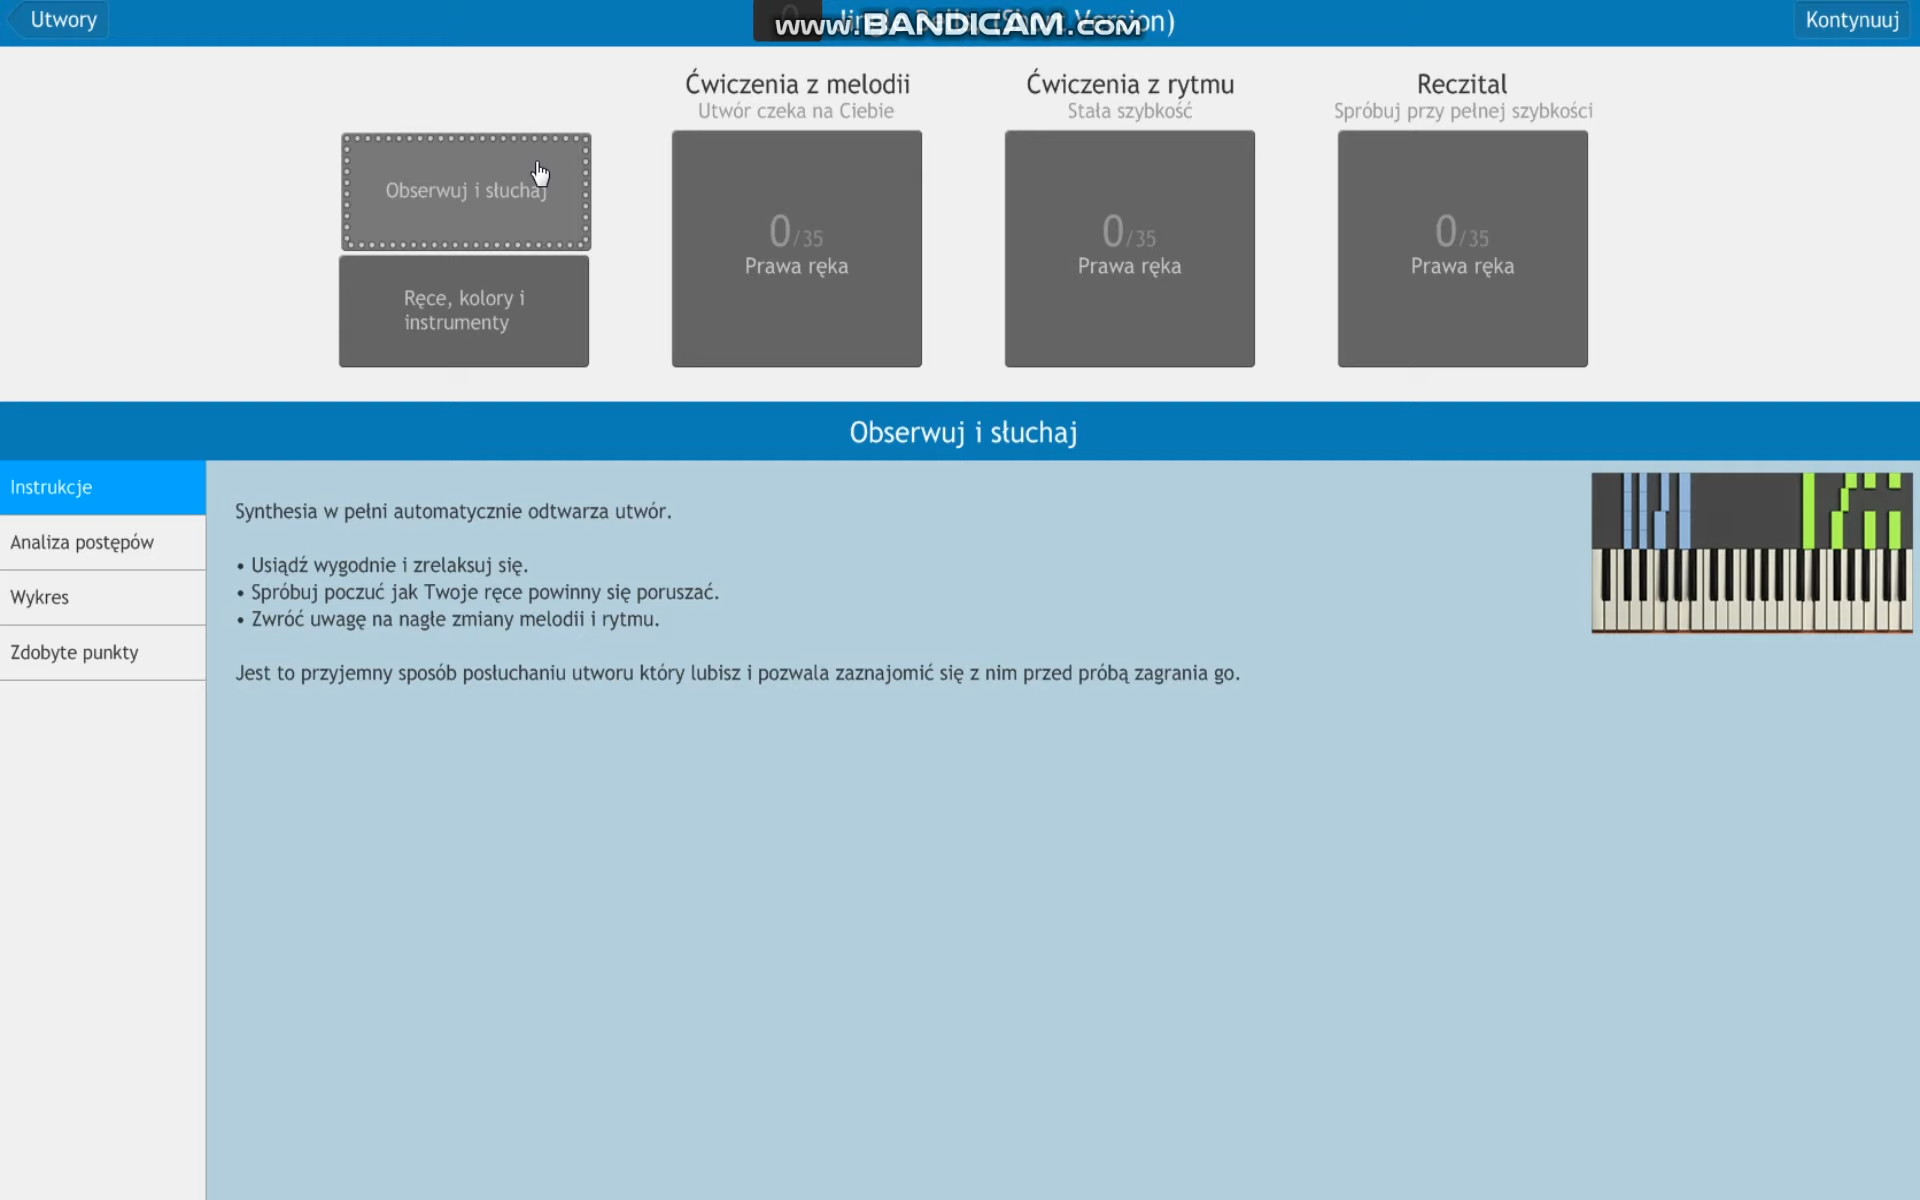 Utwory
www.BANDICAM.com
Version)
Kontynuuj
Ćwiczenia z melodii
Utwór czeka na Ciebie
Ćwiczenia z rytmu
Stała szybkość
Reczital
Spróbuj przy pełnej szybkości
Obserwuj i słuchaj
Ręce, kolory i
instrumenty
0/35
Prawa ręka
0/35
Prawa ręka
0/35
Prawa ręka
Obserwuj i słuchaj
Instrukcje
Analiza postępów
Wykres
Zdobyte punkty
Synthesia w pełni automatycznie odtwarza utwór.
• Usiądź wygodnie i zrelaksuj się.
• Spróbuj poczuć jak Twoje ręce powinny się poruszać.
• Zwróć uwagę na nagłe zmiany melodii i rytmu.
Jest to przyjemny sposób posłuchaniu utworu który lubisz i pozwala zaznajomić się z nim przed próbą zagrania go.